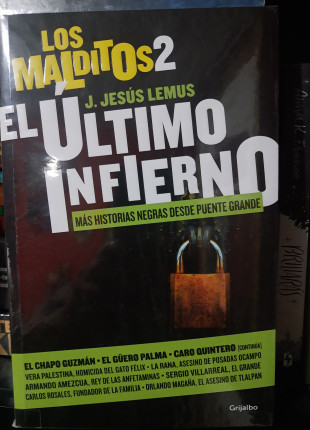 LOS
MALDITOS 2
J. JESÚS LEMUS
EL ÚLTIMO
INFIERNO
MÁS HISTORIAS NEGRAS DESDE PUENTE GRANDE
EL CHAPO GUZMÁN • EL GÜERO PALMA • CARO QUINTERO [CONTINÚA]
VERA PALESTINA, HOMICIDA DEL GATO FÉLIX • LA RANA, ASESINO DE POSADAS OCAMPO
ARMANDO AMEZCUA, REY DE LAS ANFETAMINAS • SERGIO VILLARREAL, EL GRANDE
CARLOS ROSALES, FUNDADOR DE LA FAMILIA • ORLANDO MAGAÑA, EL ASESINO DE TLALPAN
Grijalbo